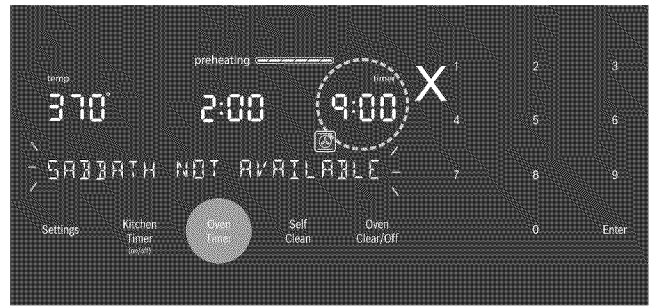 preheating
temp
timer
370°
2:00
9:00
X
1 2 3
4 5 6
SABBATH NOT AVAILABLE
7 8 9
Settings
Kitchen
Timer
(on/off)
Oven
Timer
Self
Clean
Oven
Clear/Off
0
Enter